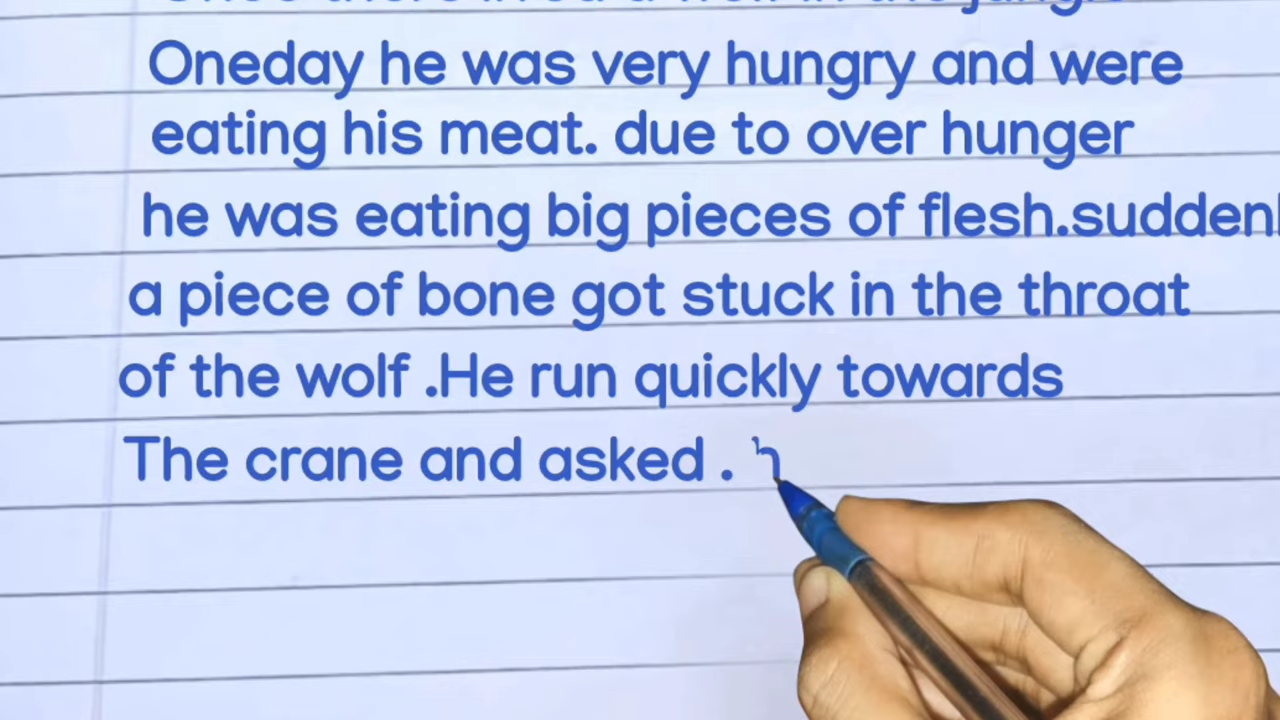 Oneday he was very hungry and were
eating his meat. due to over hunger
he was eating big pieces of flesh.
a piece of bone got stuck in the throat
of the wolf .He run quickly towards
The crane and asked .